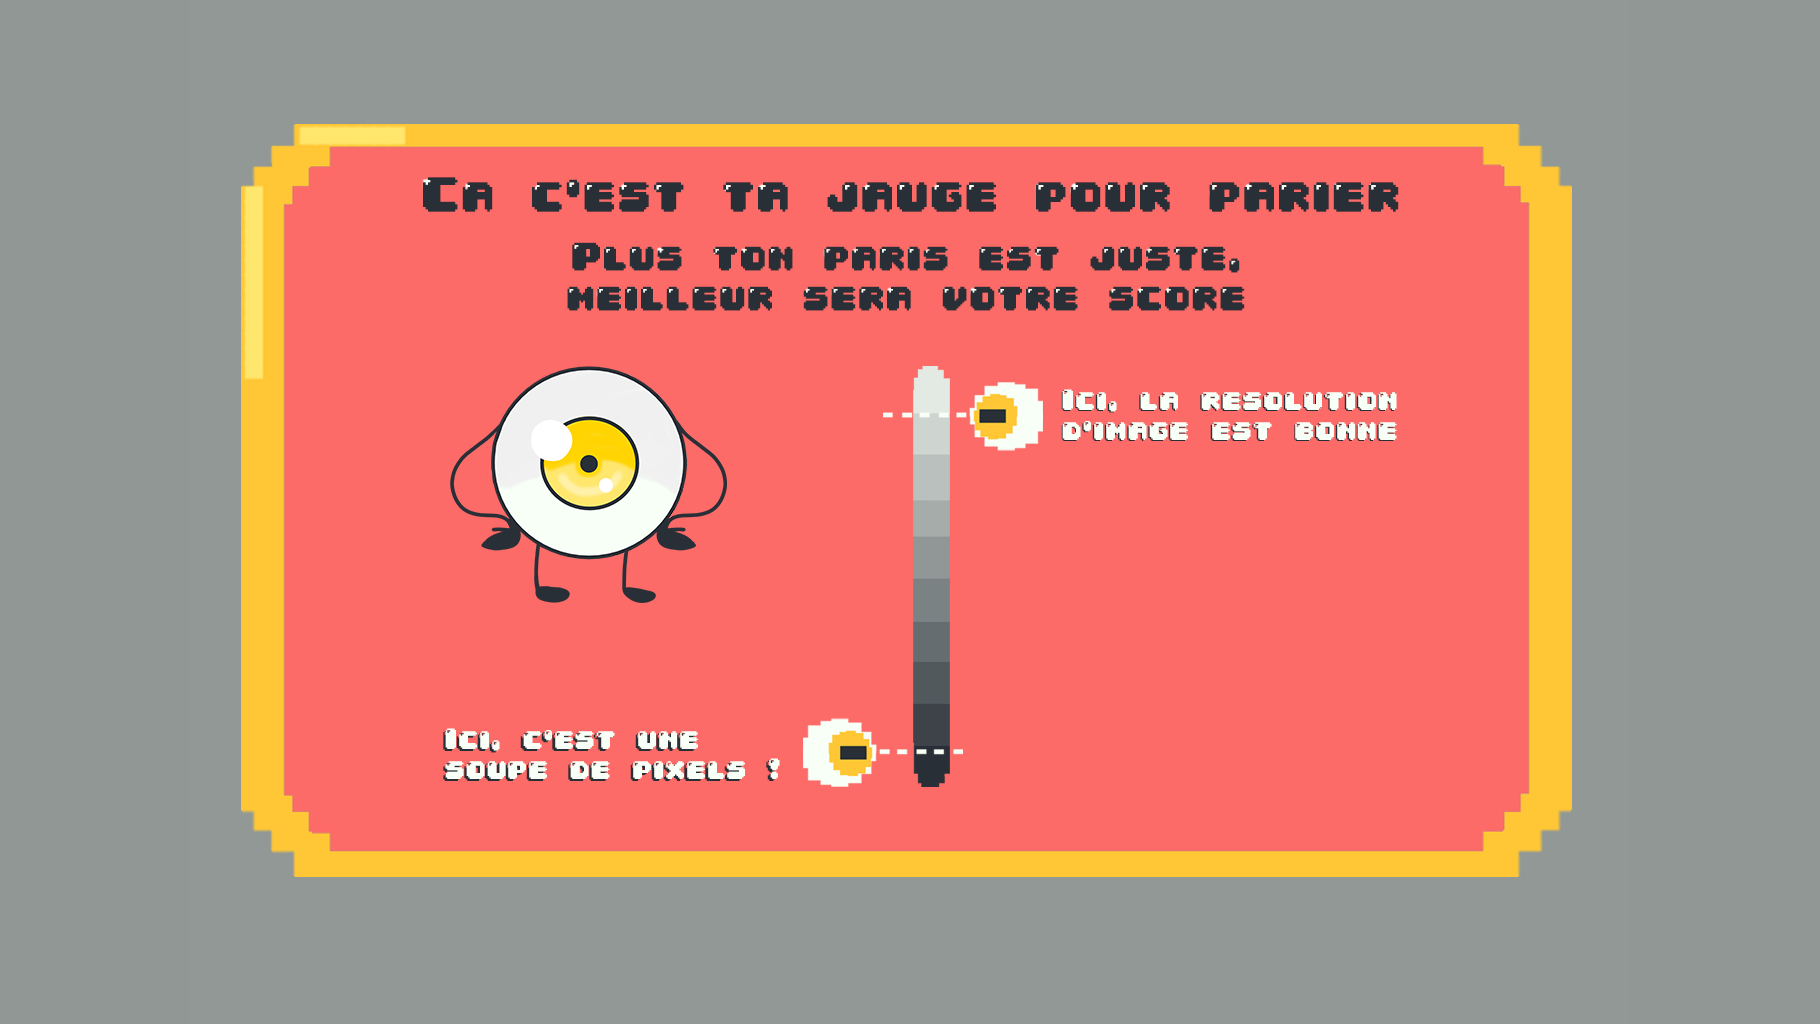 Ca c'est ta jauge pour parier
Plus ton paris est juste,
meilleur sera votre score
Ici, la resolution
d'image est bonne
Ici, c'est une
soupe de pixels !